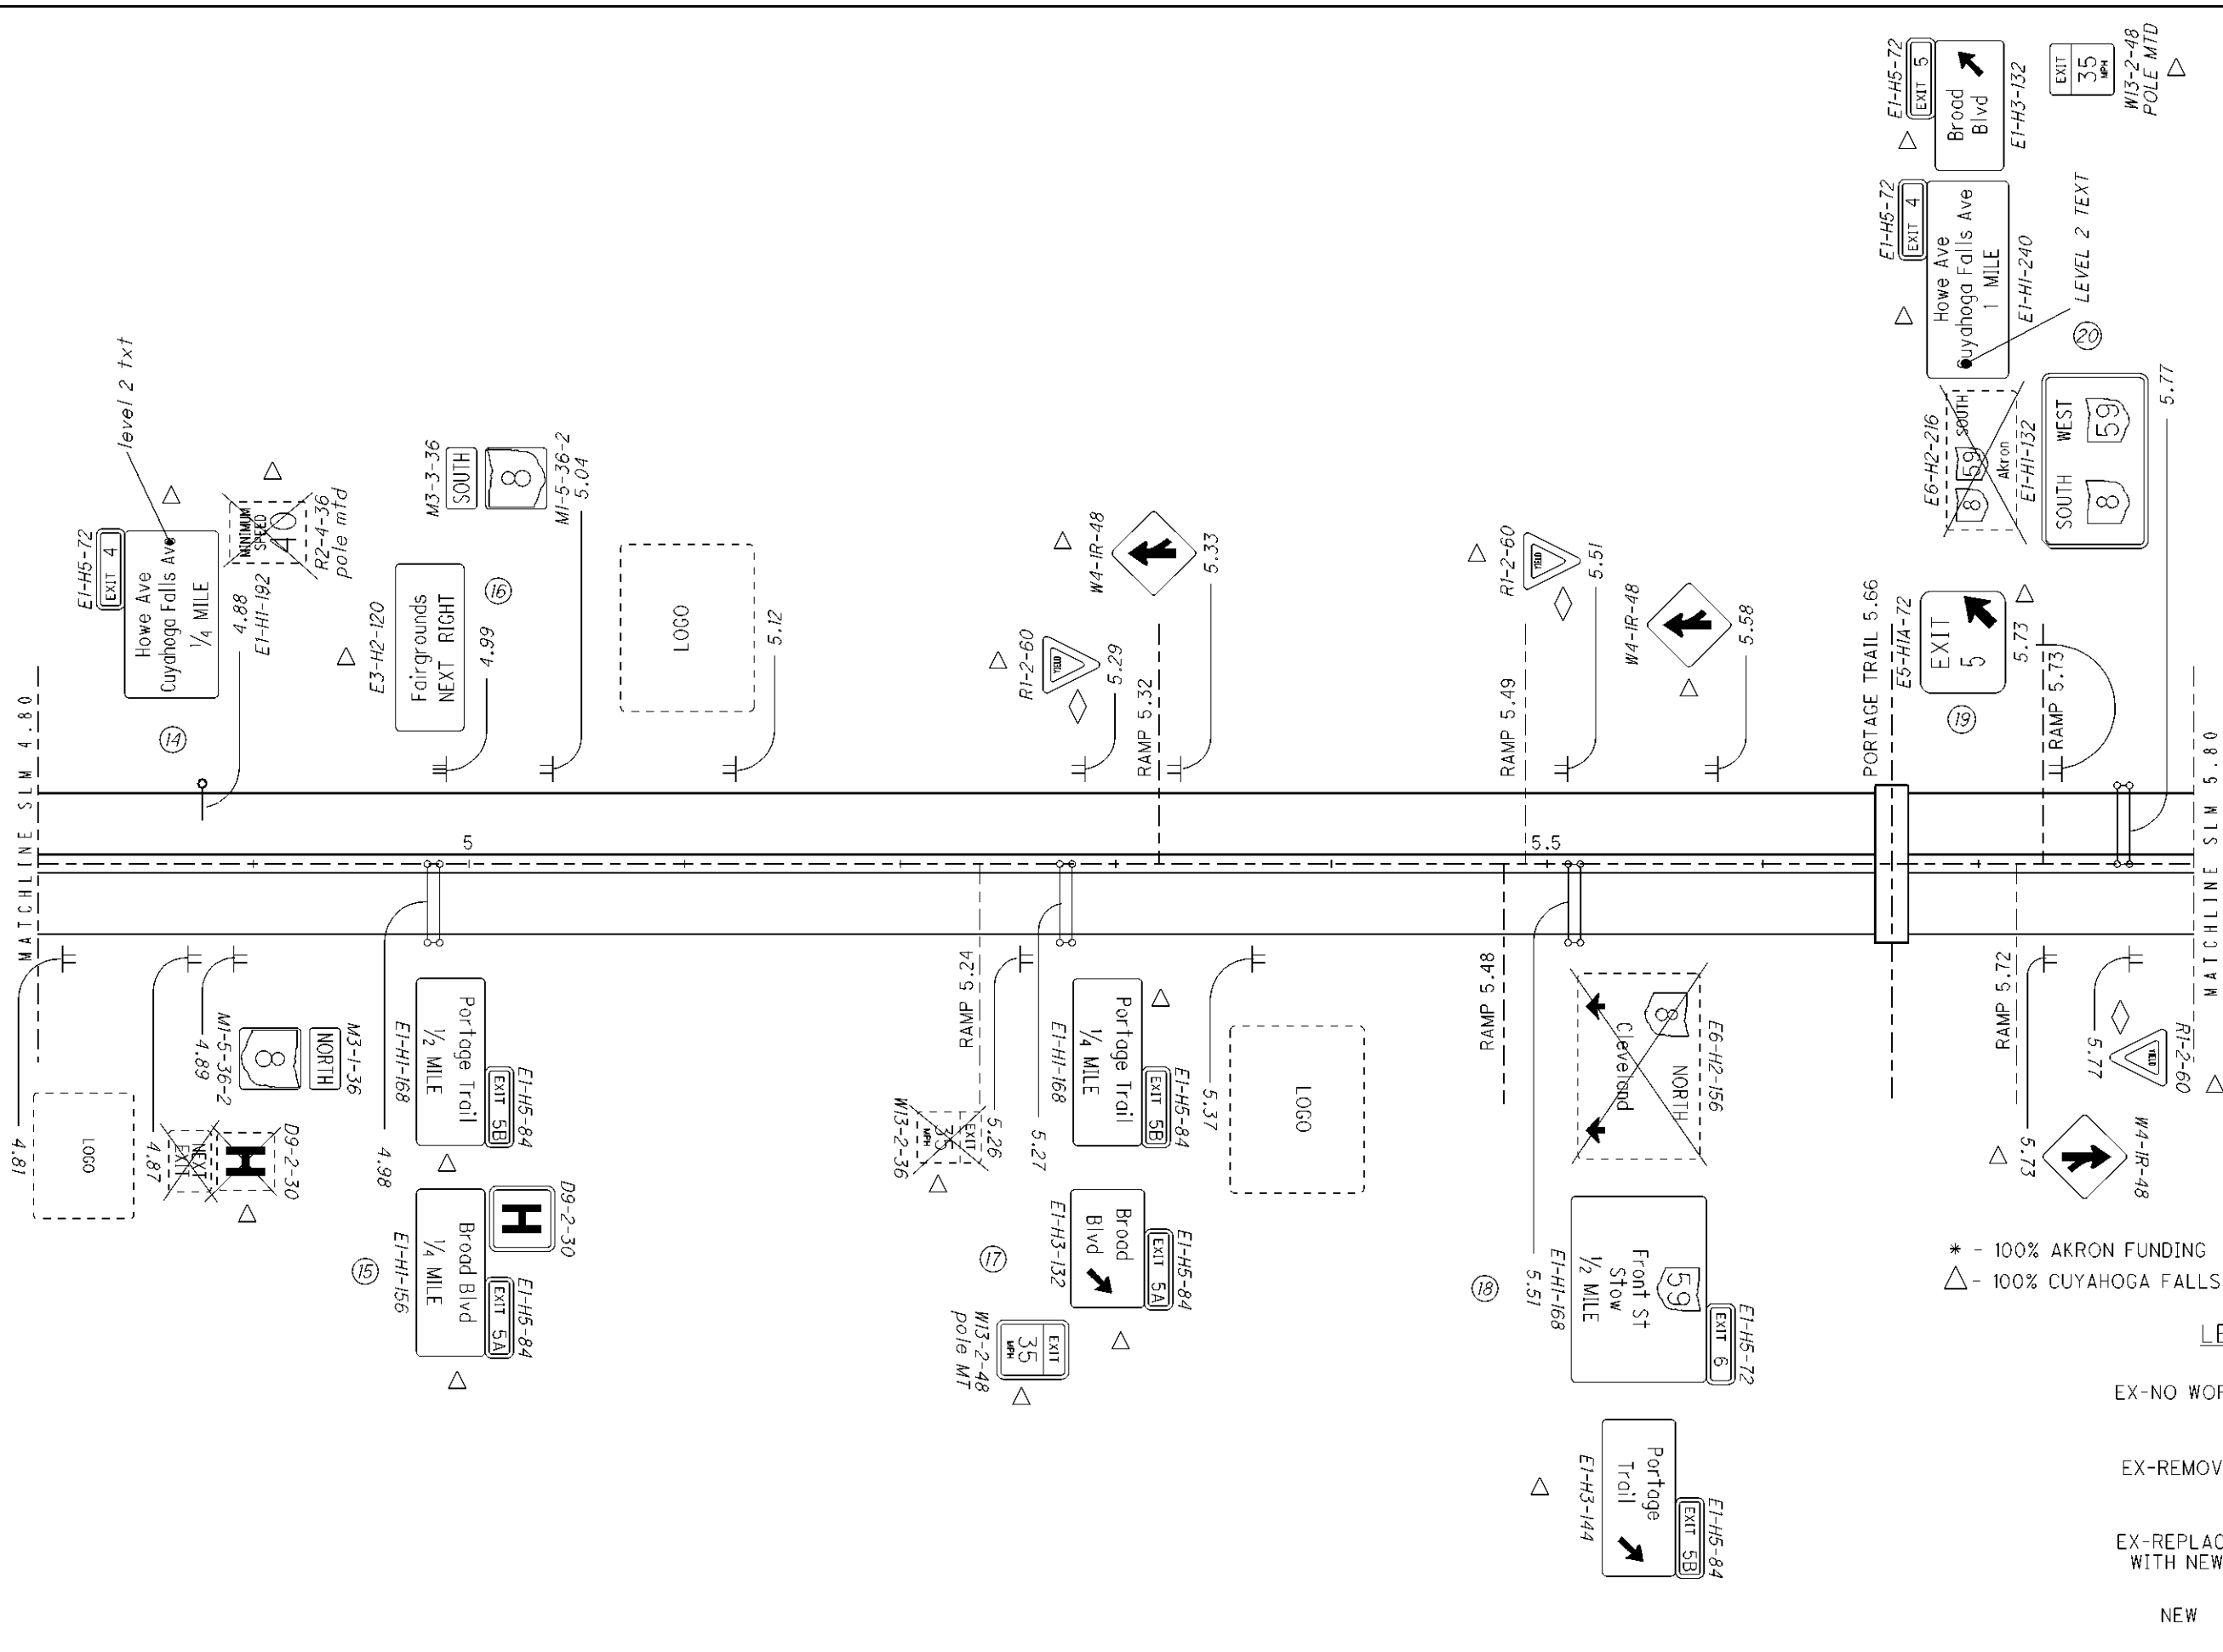 level 2 txt
E1-H5-72
EXIT 4
Howe Ave
Cuyahoga Falls Ave
1/4 MILE
4.88
E1-H1-192
MINIMUM
SPEED
40
R2-4-36
pole mtd
14
MATCHLINE SLM 4.80
E3-H2-120
Fairgrounds
NEXT RIGHT
4.99
16
M3-3-36
SOUTH
8
M1-5-36-2
5.04
LOGO
5.12
R1-2-60
YIELD
5.29
RAMP 5.32
W4-1R-48
5.33
R1-2-60
YIELD
5.51
RAMP 5.49
W4-1R-48
5.58
PORTAGE TRAIL 5.66
E5-H1A-72
EXIT
5
5.73
19
RAMP 5.73
E1-H5-72
EXIT 5
Broad
Blvd
E1-H3-132
EXIT
35
MPH
W13-2-48
POLE MTD
E1-H5-72
EXIT 4
Howe Ave
Cuyahoga Falls Ave
1 MILE
E1-H1-240
LEVEL 2 TEXT
20
E6-H2-216
8 59 SOUTH
Akron
E1-H1-132
SOUTH WEST
8 59
5.77
MATCHLINE SLM 5.80
5
5.5
4.81
LOGO
4.87
NEXT
EXIT
H
D9-2-30
4.89
M1-5-36-2
8
NORTH
M3-1-36
4.98
E1-H1-168
Portage Trail
1/2 MILE
EXIT 5B
E1-H5-84
15
E1-H1-156
Broad Blvd
1/4 MILE
EXIT 5A
E1-H5-84
H
D9-2-30
RAMP 5.24
W13-2-36
EXIT
35
MPH
5.26
5.27
E1-H1-168
Portage Trail
1/4 MILE
EXIT 5B
E1-H5-84
17
E1-H3-132
Broad
Blvd
EXIT 5A
E1-H5-84
W13-2-48
pole MT
EXIT
35
MPH
5.37
LOGO
RAMP 5.48
5.51
8 NORTH
Cleveland
E6-H2-156
18
E1-H1-168
59
Front St
Stow
1/2 MILE
EXIT 6
E1-H5-72
E1-H3-144
Portage
Trail
EXIT 5B
E1-H5-84
RAMP 5.72
5.73
W4-1R-48
5.77
YIELD
R1-2-60
* - 100% AKRON FUNDING
△ - 100% CUYAHOGA FALLS
LE
EX-NO WOR
EX-REMOV
EX-REPLAC
WITH NEW
NEW